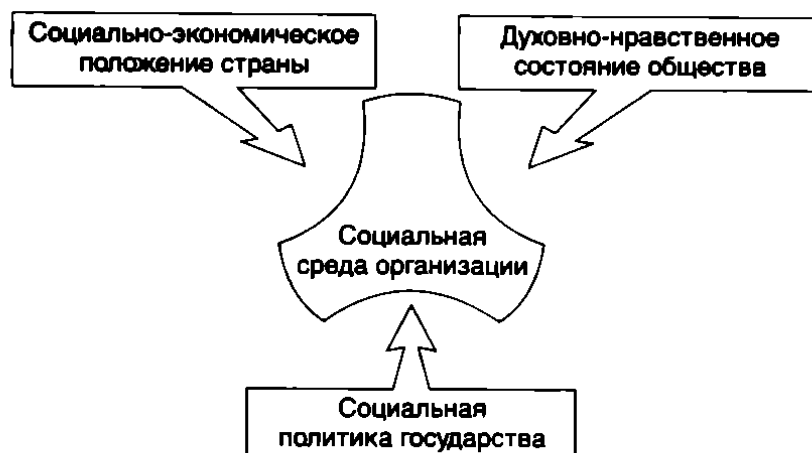 Социально-экономическое
положение страны
Духовно-нравственное
состояние общества
Социальная
среда организации
Социальная
политика государства